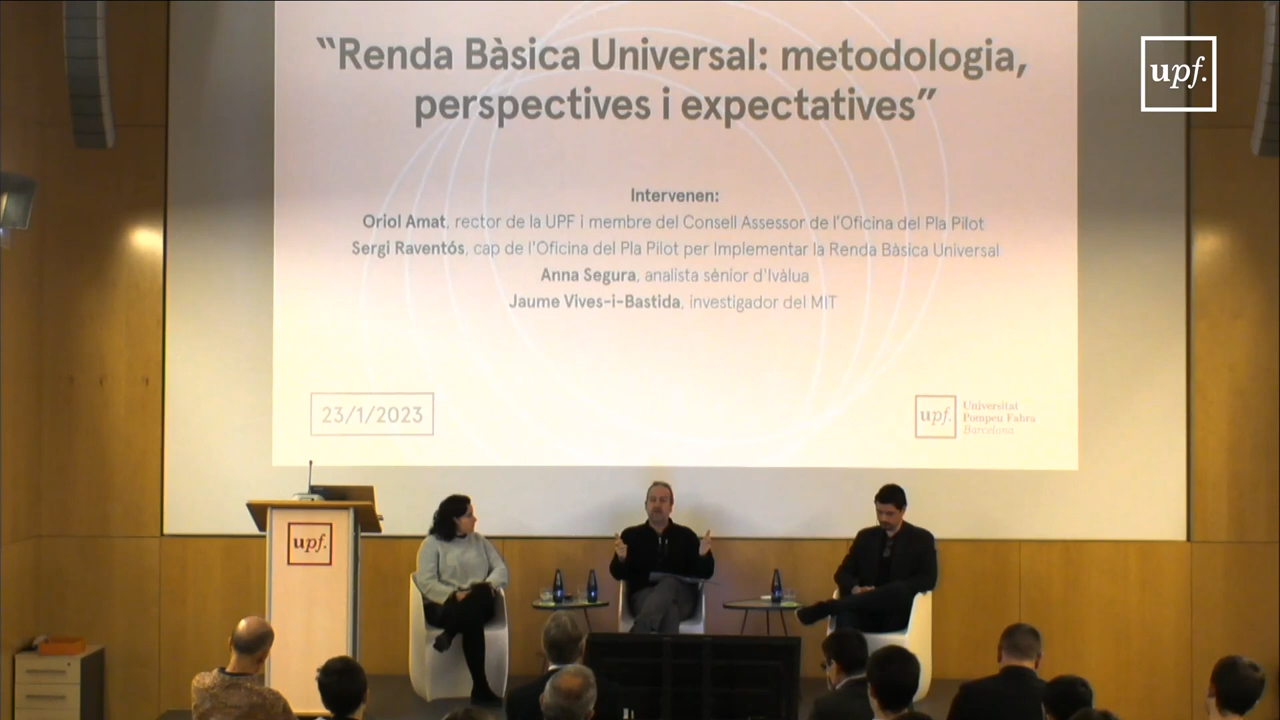 "Renda Bàsica Universal: metodologia,
perspectives i expectatives"
upf.
Intervenen:
Oriol Amat, rector de la UPF i membre del Consell Assessor de l'Oficina del Pla Pilot
Sergi Raventós, cap de l'Oficina del Pla Pilot per Implementar la Renda Bàsica Universal
Anna Segura, analista sènior d'Ivàlua
Jaume Vives-i-Bastida, investigador del MIT
23/1/2023
upf.
Universitat
Pompeu Fabra
Barcelona
upf.